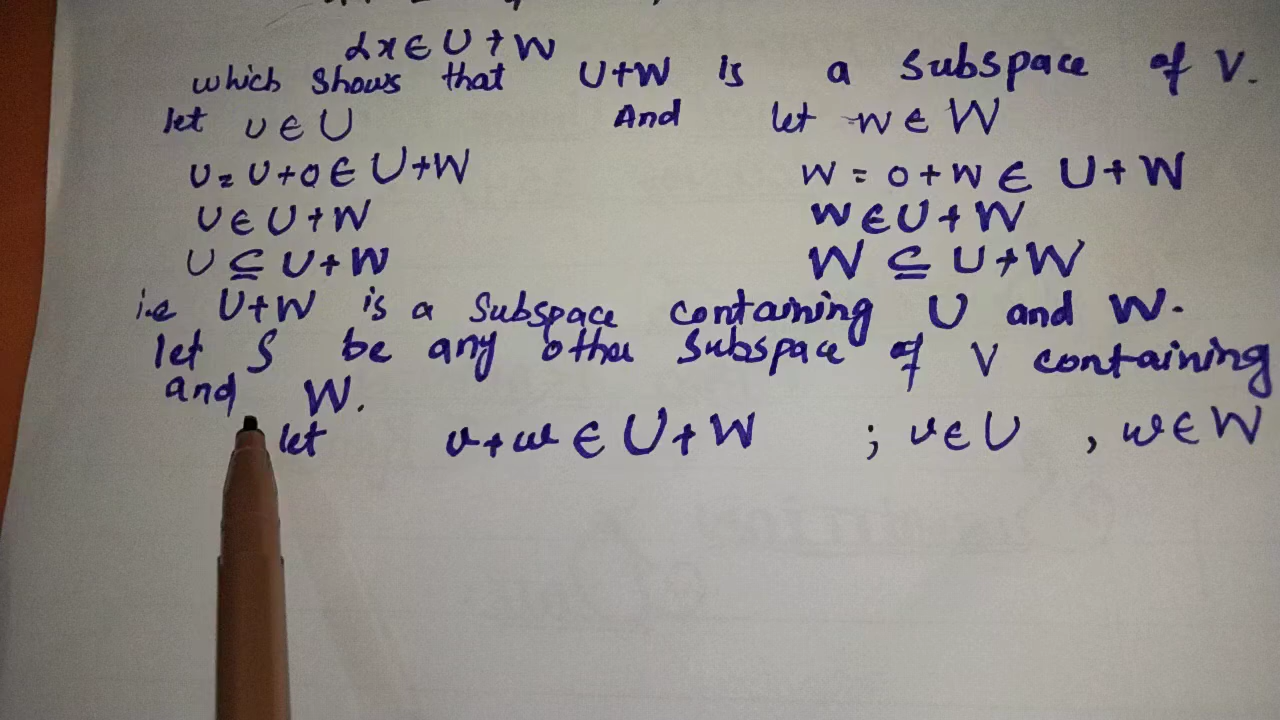 αx ∈ U + W
which shows that U+W is a subspace of V.
let u ∈ U And let w ∈ W
u = u+0 ∈ U+W w = 0+w ∈ U+W
u ∈ U+W w ∈ U+W
U ⊆ U+W W ⊆ U+W
i.e U+W is a subspace containing U and W.
let S be any other subspace of V containing
and W.
let u+w ∈ U+W ; u ∈ U , w ∈ W